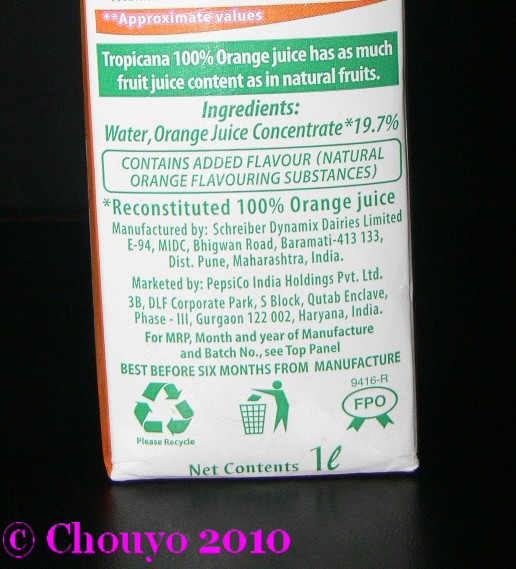 **Approximate values
Tropicana 100% Orange juice has as much
fruit juice content as in natural fruits.
Ingredients:
Water, Orange Juice Concentrate*19.7%
CONTAINS ADDED FLAVOUR (NATURAL
ORANGE FLAVOURING SUBSTANCES)
*Reconstituted 100% Orange juice
Manufactured by: Schreiber Dynamix Dairies Limited
E-94, MIDC, Bhigwan Road, Baramati-413 133,
Dist. Pune, Maharashtra, India.
Marketed by: PepsiCo India Holdings Pvt. Ltd.
3B, DLF Corporate Park, S Block, Qutab Enclave,
Phase - III, Gurgaon 122 002, Haryana, India.
For MRP, Month and year of Manufacture
and Batch No., see Top Panel
BEST BEFORE SIX MONTHS FROM MANUFACTURE
9416-R
FPO
Please Recycle
Net Contents 1ℓ
© Chouyo 2010